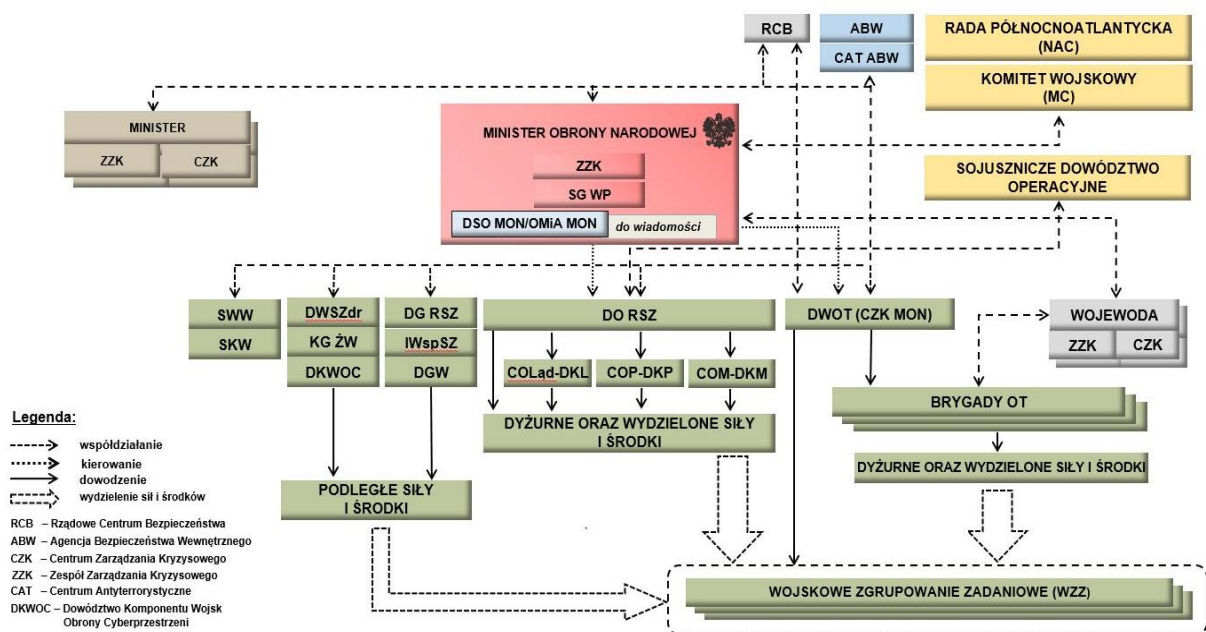 RCB
ABW
CAT ABW
RADA PÓŁNOCNOATLANTYCKA
(NAC)
KOMITET WOJSKOWY
(MC)
MINISTER
ZZK
CZK
MINISTER OBRONY NARODOWEJ
ZZK
SG WP
DSO MON/OMiA MON
do wiadomości
SOJUSZNICZE DOWÓDZTWO
OPERACYJNE
SWW
SKW
DWSZdr
KG ŻW
DKWOC
DG RSZ
IWspSZ
DGW
DO RSZ
COLąd-DKL
COP-DKP
COM-DKM
DYŻURNE ORAZ WYDZIELONE SIŁY
I ŚRODKI
DWOT (CZK MON)
WOJEWODA
ZZK
CZK
BRYGADY OT
DYŻURNE ORAZ WYDZIELONE SIŁY I ŚRODKI
PODLEGŁE SIŁY
I ŚRODKI
WOJSKOWE ZGRUPOWANIE ZADANIOWE (WZZ)
Legenda:
współdziałanie
kierowanie
dowodzenie
wydzielenie sił i środków
RCB – Rządowe Centrum Bezpieczeństwa
ABW – Agencja Bezpieczeństwa Wewnętrznego
CZK – Centrum Zarządzania Kryzysowego
ZZK – Zespół Zarządzania Kryzysowego
CAT – Centrum Antyterrorystyczne
DKWOC – Dowództwo Komponentu Wojsk
Obrony Cyberprzestrzeni